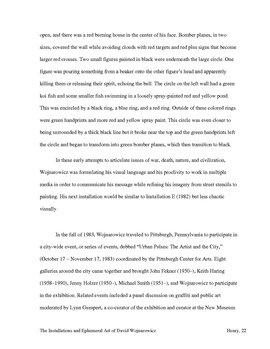 open, and there was a red burning house in the center of his face. Bomber planes, in two
sizes, covered the wall while avoiding clouds with red targets and red plus signs that become
larger red crosses. Two small figures painted in black were underneath the large circle. One
figure was pouring something from a beaker onto the other figure's head and apparently
killing them or releasing their spirit, echoing the bell. The circle on the left wall had a green
koi fish and some smaller fish swimming in a loosely spray-painted red and yellow pond.
This was encircled by a black ring, a blue ring, and a red ring. Outside of these colored rings
were green handprints and more red and yellow spray paint. This circle was even closer to
being surrounded by a thick black line but it broke near the top and the green handprints left
the circle and began to transform into green bomber planes, which then transition to black.
In these early attempts to articulate issues of war, death, nature, and civilization,
Wojnarowicz was formulating his visual language and his proclivity to work in multiple
media in order to communicate his message while refining his imagery from street stencils to
painting. His next installation would be similar to Installation E (1982) but less chaotic
visually.
In the fall of 1983, Wojnarowicz traveled to Pittsburgh, Pennsylvania to participate in
a city-wide event, or series of events, dubbed "Urban Pulses: The Artist and the City,"
(October 17 – November 17, 1983) coordinated by the Pittsburgh Center for Arts. Eight
galleries around the city came together and brought John Fekner (1950–), Keith Haring
(1958–1990), Jenny Holzer (1950–), Michael Smith (1951–), and Wojnarowicz to participate
in the exhibition. Related events included a panel discussion on graffiti and public art
moderated by Lynn Gumpert, a co-curator of the exhibition and curator at the New Museum
The Installations and Ephemeral Art of David Wojnarowicz Henry, 22